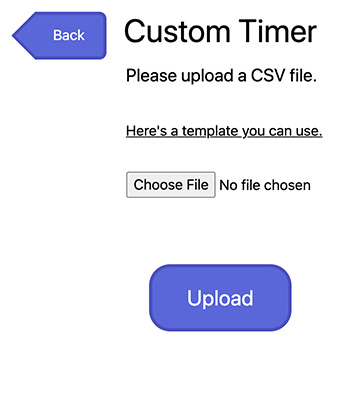 Back
Custom Timer
Please upload a CSV file.
Here's a template you can use.
Choose File No file chosen
Upload